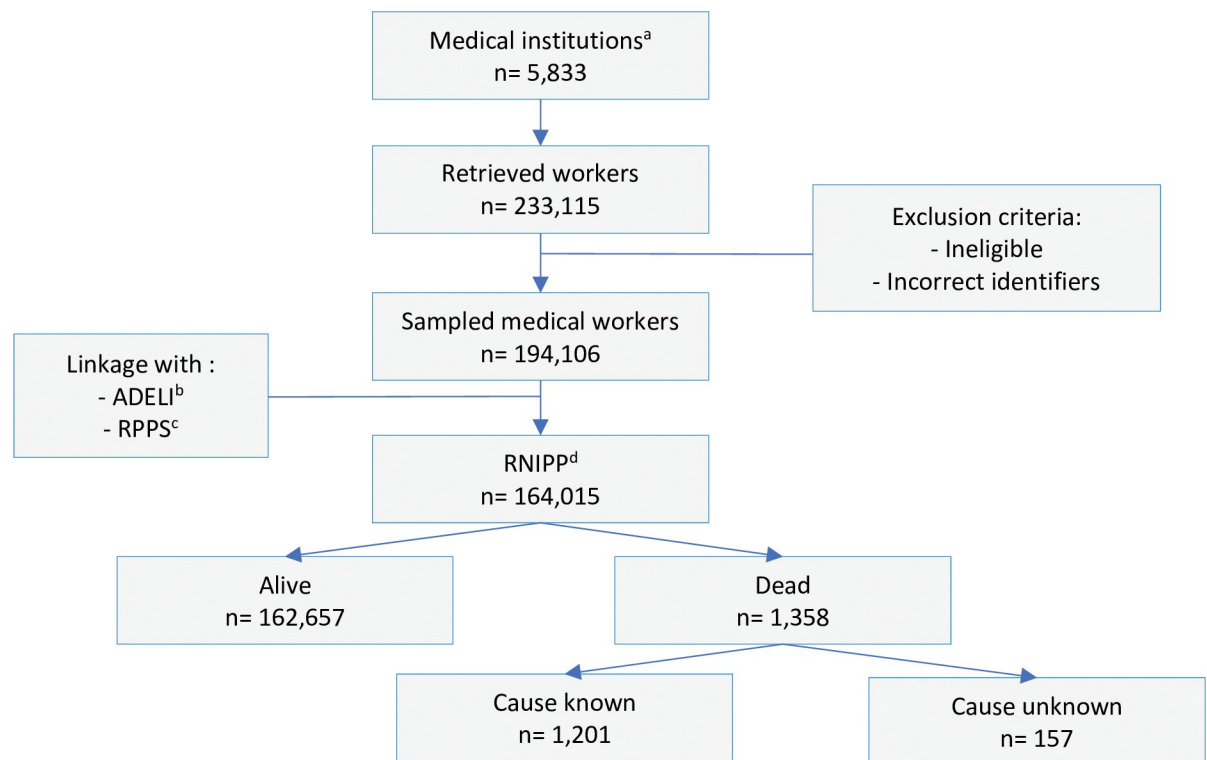 Medical institutionsᵃ
n= 5,833
Retrieved workers
n= 233,115
Exclusion criteria:
- Ineligible
- Incorrect identifiers
Sampled medical workers
n= 194,106
Linkage with :
- ADELIᵇ
- RPPSᶜ
RNIPPᵈ
n= 164,015
Alive
n= 162,657
Dead
n= 1,358
Cause known
n= 1,201
Cause unknown
n= 157